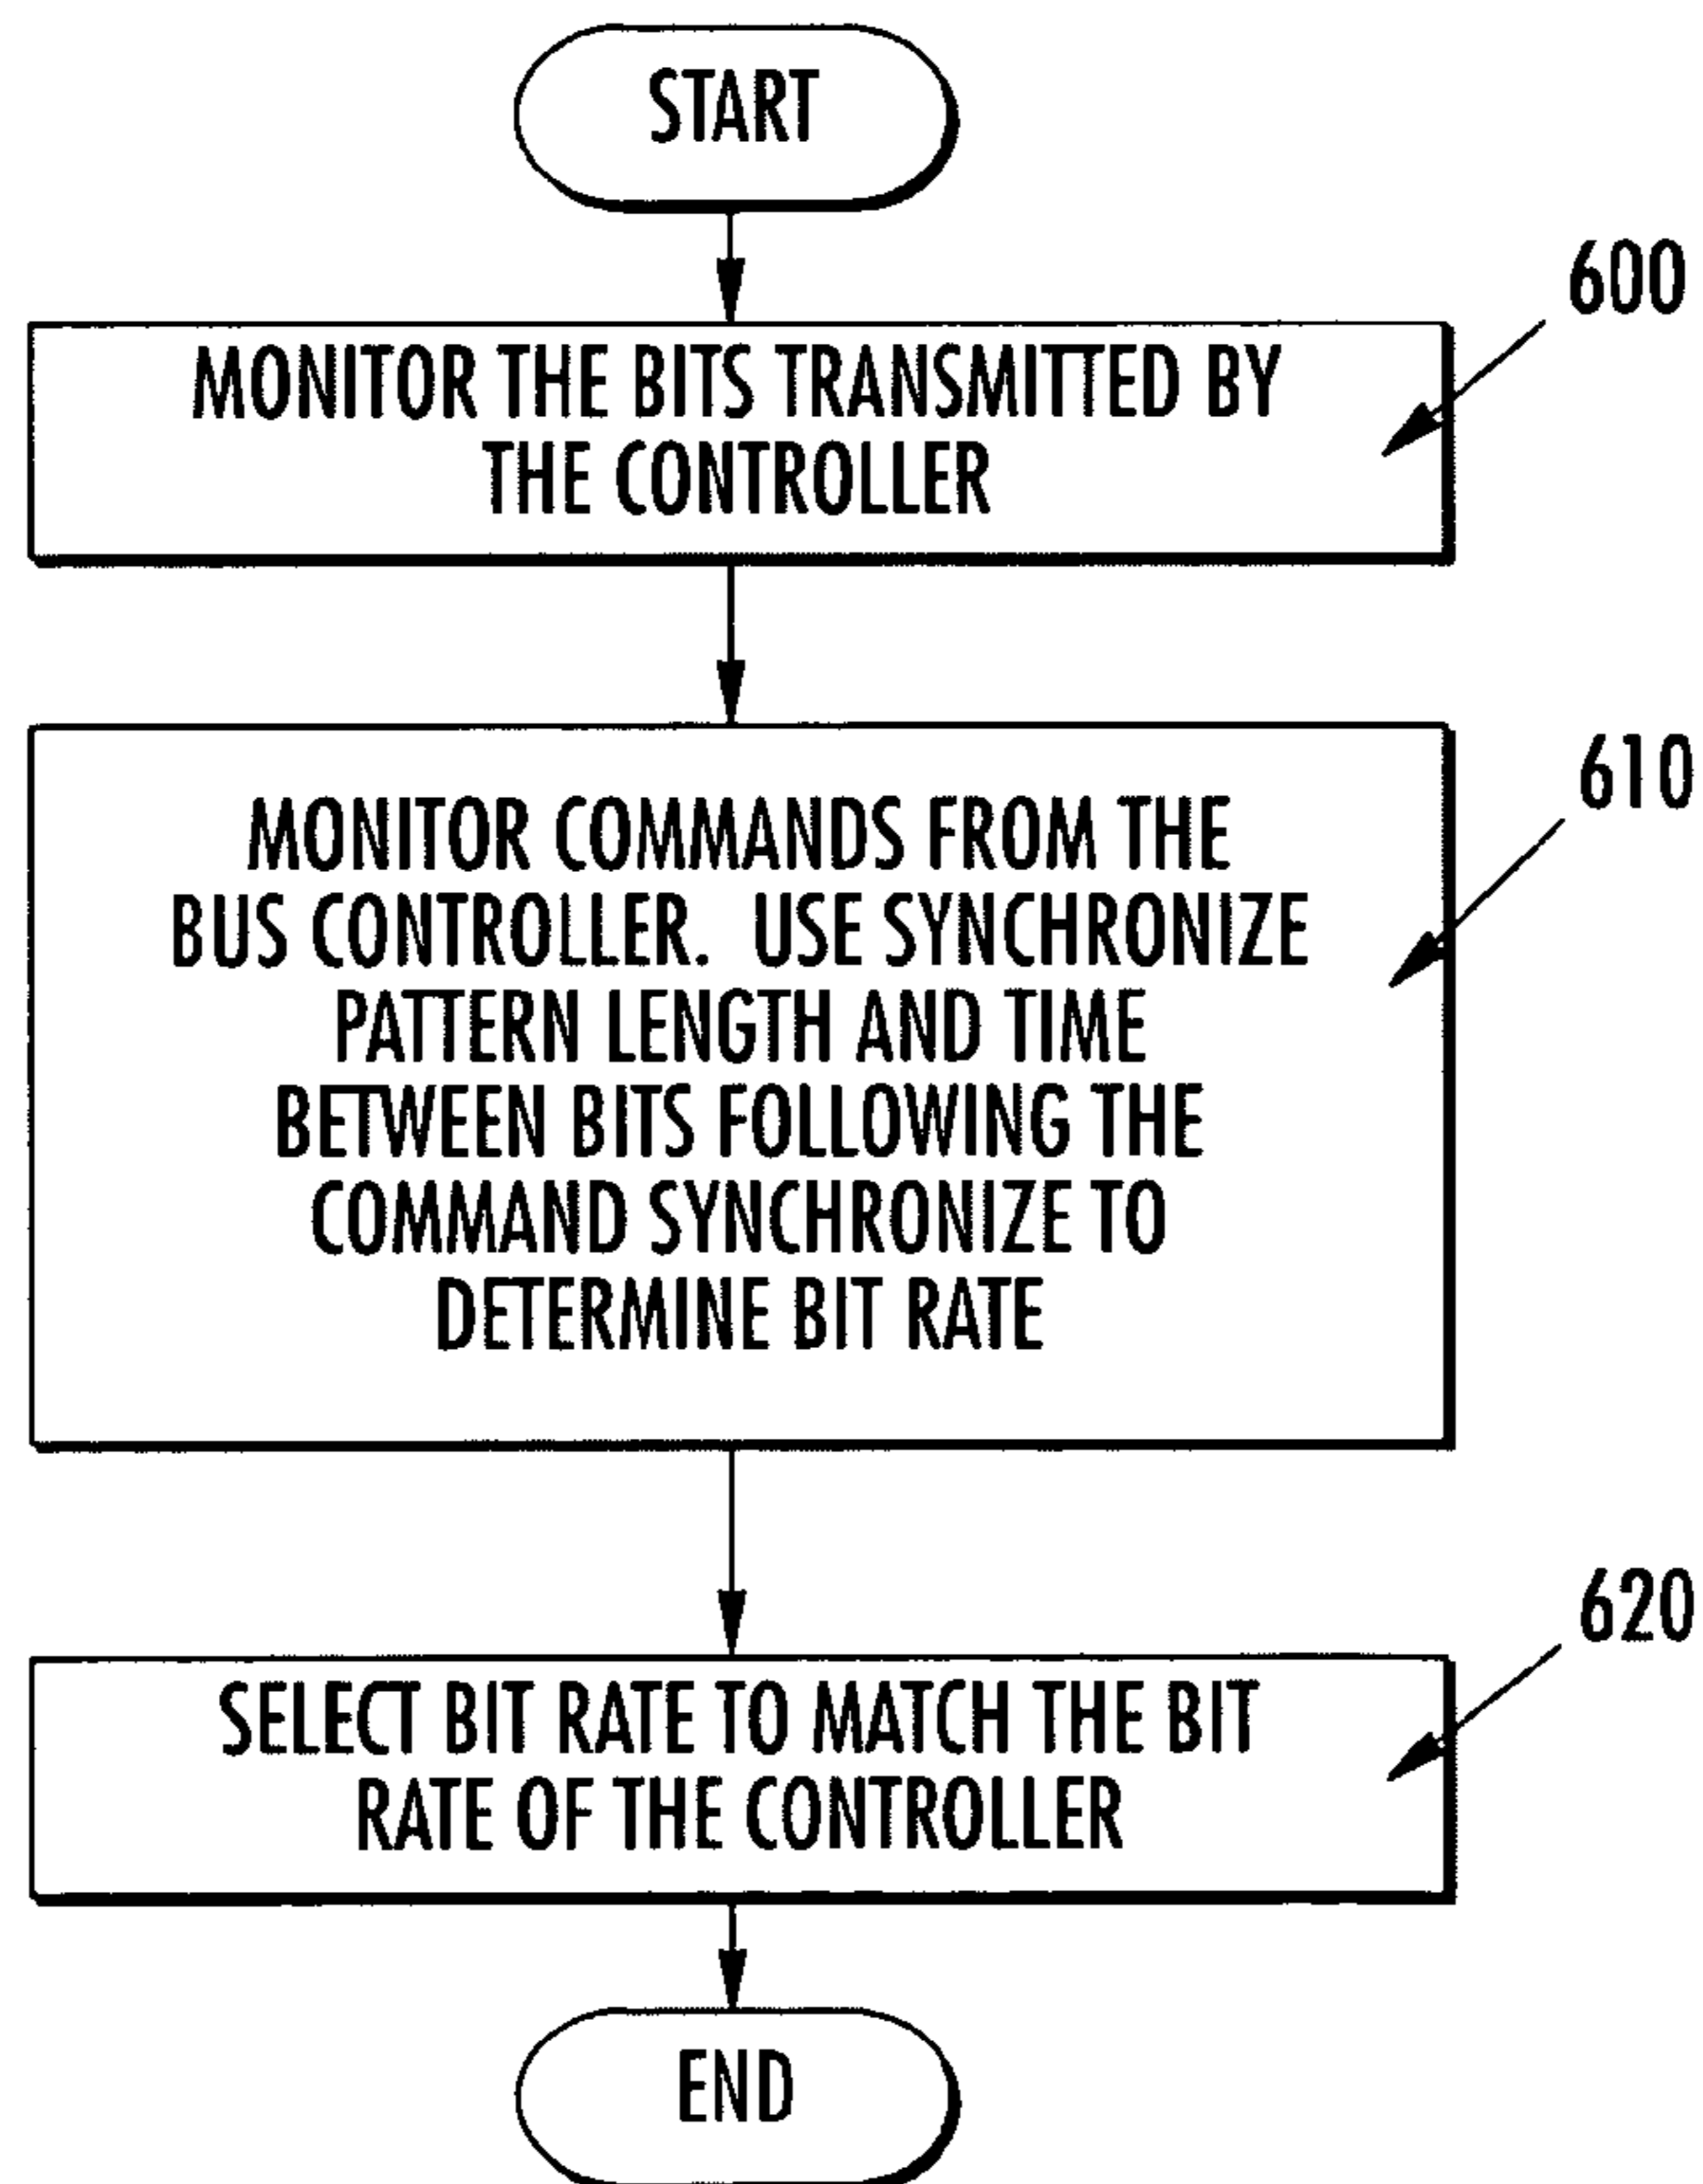 START
600
MONITOR THE BITS TRANSMITTED BY
THE CONTROLLER
610
MONITOR COMMANDS FROM THE
BUS CONTROLLER. USE SYNCHRONIZE
PATTERN LENGTH AND TIME
BETWEEN BITS FOLLOWING THE
COMMAND SYNCHRONIZE TO
DETERMINE BIT RATE
620
SELECT BIT RATE TO MATCH THE BIT
RATE OF THE CONTROLLER
END